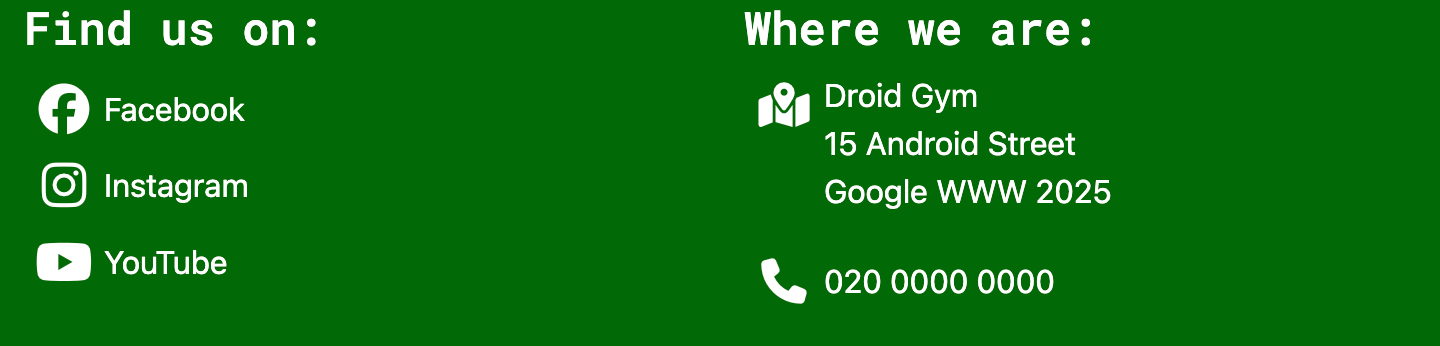 Find us on:
Facebook
Instagram
YouTube
Where we are:
Droid Gym
15 Android Street
Google WWW 2025
020 0000 0000